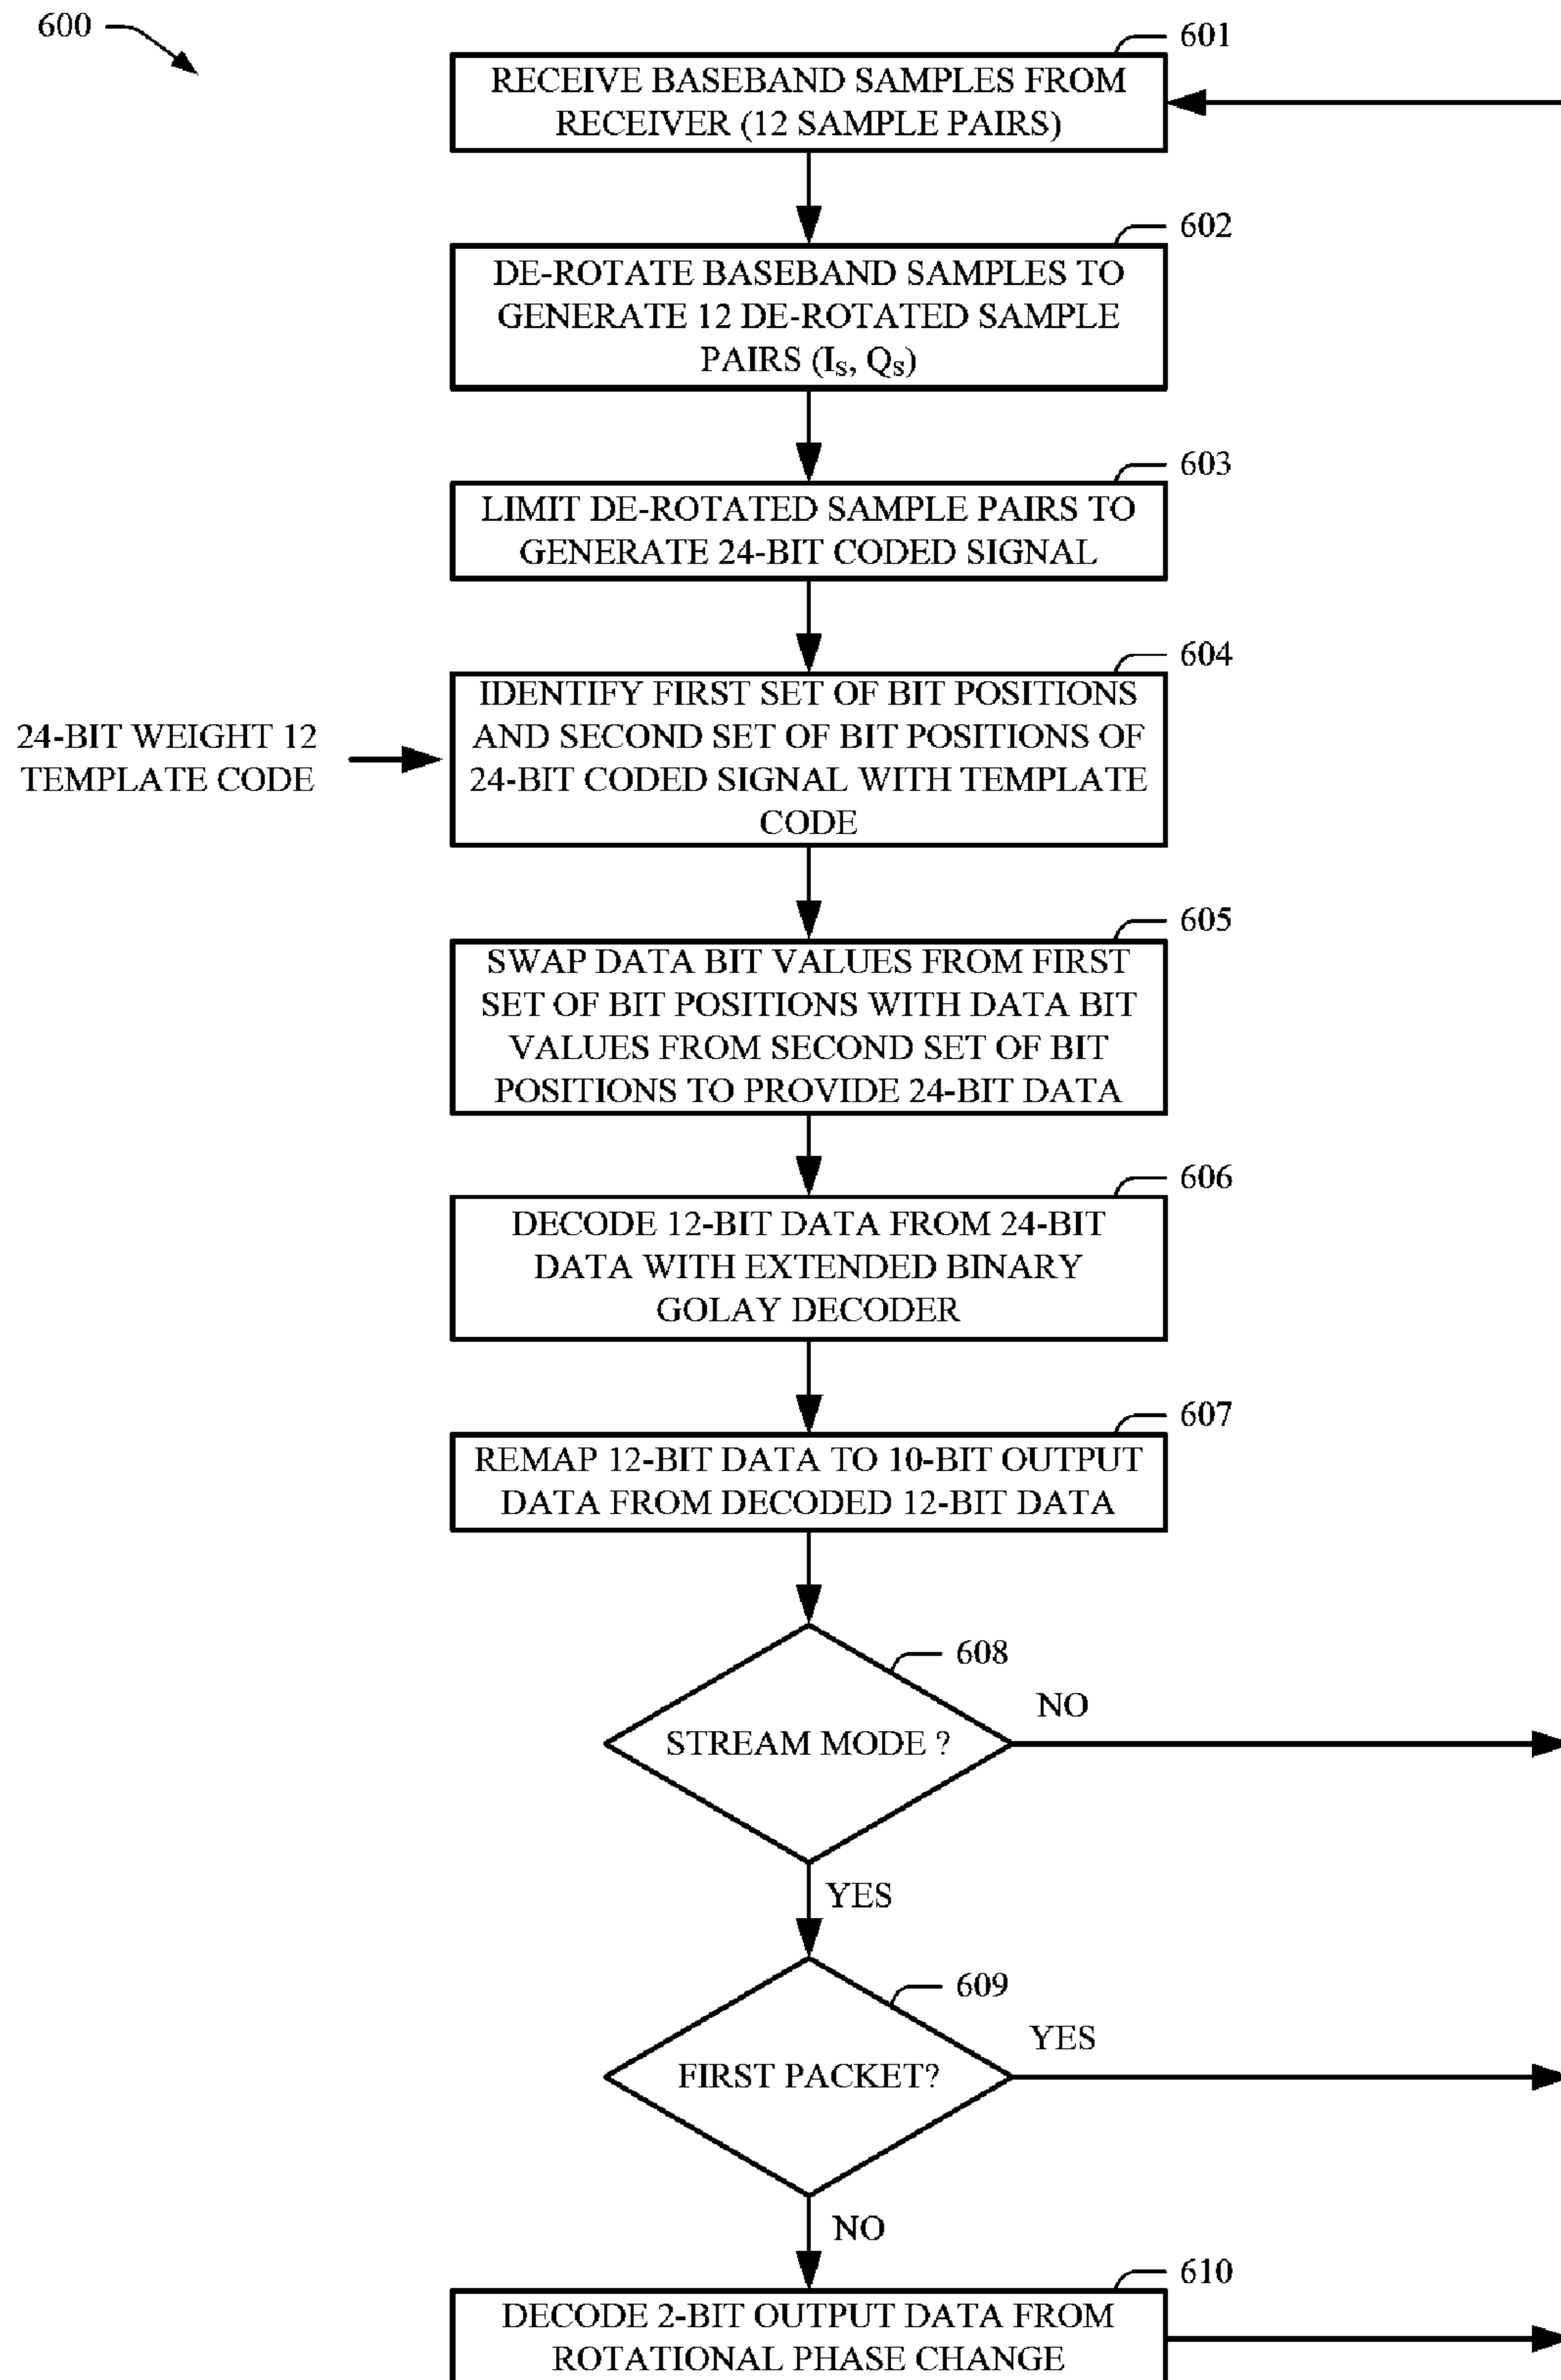 600
601
RECEIVE BASEBAND SAMPLES FROM
RECEIVER (12 SAMPLE PAIRS)
602
DE-ROTATE BASEBAND SAMPLES TO
GENERATE 12 DE-ROTATED SAMPLE
PAIRS (IS, QS)
603
LIMIT DE-ROTATED SAMPLE PAIRS TO
GENERATE 24-BIT CODED SIGNAL
604
24-BIT WEIGHT 12
TEMPLATE CODE
IDENTIFY FIRST SET OF BIT POSITIONS
AND SECOND SET OF BIT POSITIONS OF
24-BIT CODED SIGNAL WITH TEMPLATE
CODE
605
SWAP DATA BIT VALUES FROM FIRST
SET OF BIT POSITIONS WITH DATA BIT
VALUES FROM SECOND SET OF BIT
POSITIONS TO PROVIDE 24-BIT DATA
606
DECODE 12-BIT DATA FROM 24-BIT
DATA WITH EXTENDED BINARY
GOLAY DECODER
607
REMAP 12-BIT DATA TO 10-BIT OUTPUT
DATA FROM DECODED 12-BIT DATA
608
STREAM MODE ?
NO
YES
609
FIRST PACKET?
YES
NO
610
DECODE 2-BIT OUTPUT DATA FROM
ROTATIONAL PHASE CHANGE